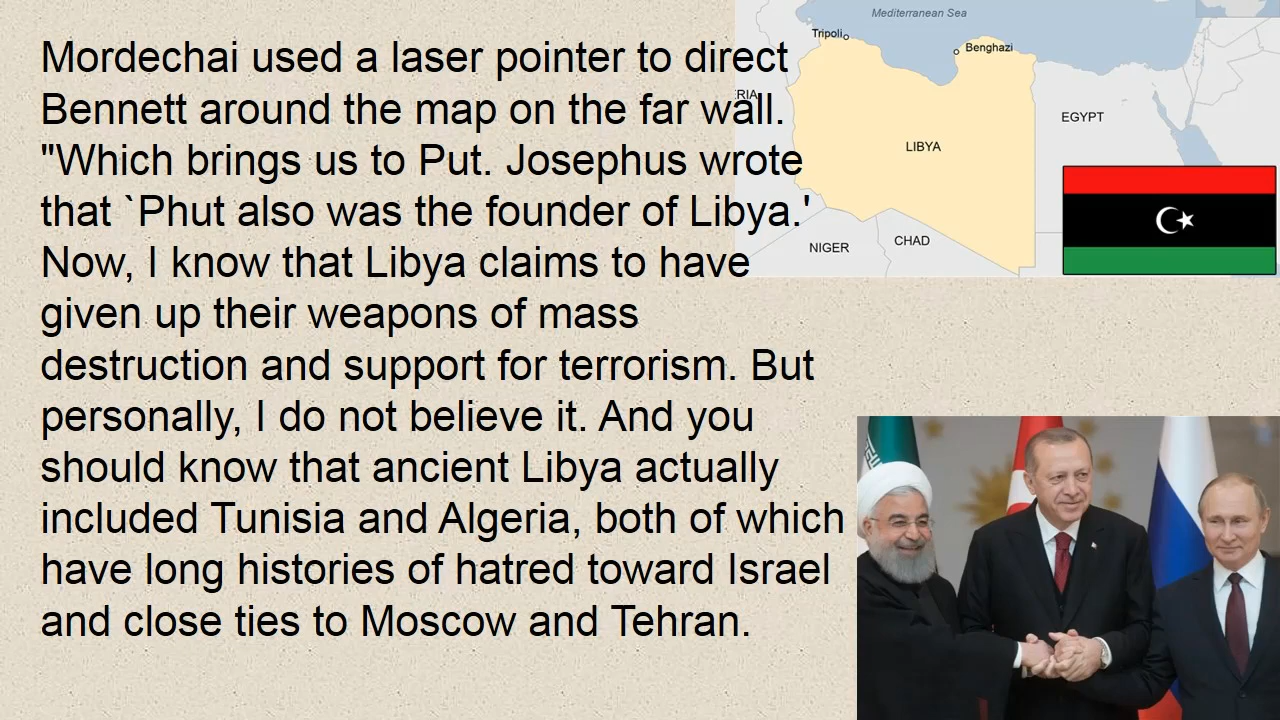 Mordechai used a laser pointer to direct
Bennett around the map on the far wall.
"Which brings us to Put. Josephus wrote
that `Phut also was the founder of Libya.'
Now, I know that Libya claims to have
given up their weapons of mass
destruction and support for terrorism. But
personally, I do not believe it. And you
should know that ancient Libya actually
included Tunisia and Algeria, both of which
have long histories of hatred toward Israel
and close ties to Moscow and Tehran.
Mediterranean Sea
Tripoli
Benghazi
RIA
EGYPT
LIBYA
NIGER
CHAD